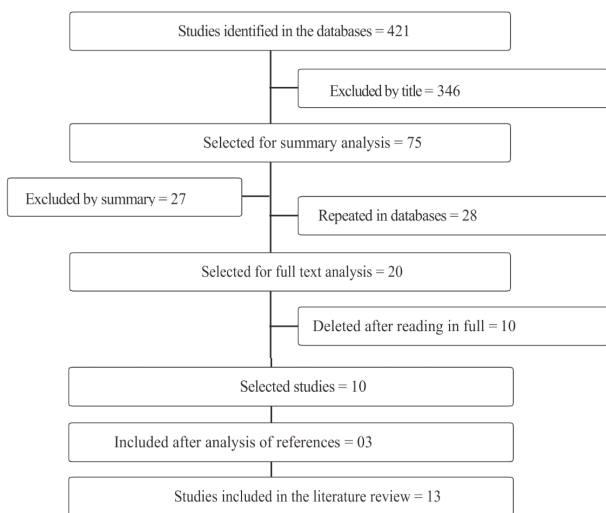 Studies identified in the databases = 421
Excluded by title = 346
Selected for summary analysis = 75
Excluded by summary = 27
Repeated in databases = 28
Selected for full text analysis = 20
Deleted after reading in full = 10
Selected studies = 10
Included after analysis of references = 03
Studies included in the literature review = 13